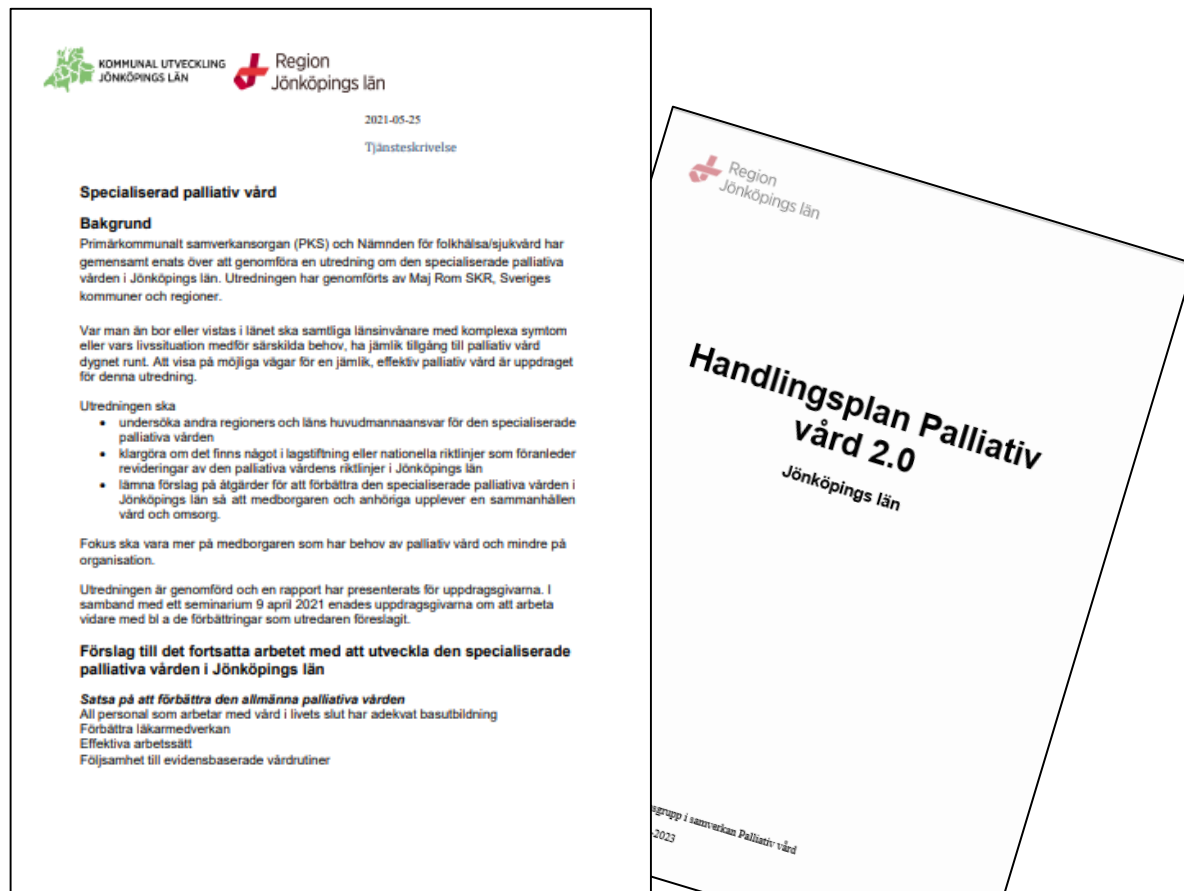 KOMMUNAL UTVECKLING
JÖNKÖPINGS LÄN
Region
Jönköpings län
2021-05-25
Tjänsteskrivelse
Specialiserad palliativ vård
Bakgrund
Primärkommunalt samverkansorgan (PKS) och Nämnden för folkhälsa/sjukvård har
gemensamt enats över att genomföra en utredning om den specialiserade palliativa
vården i Jönköpings län. Utredningen har genomförts av Maj Rom SKR, Sveriges
kommuner och regioner.
Var man än bor eller vistas i länet ska samtliga länsinvånare med komplexa symtom
eller vars livssituation medför särskilda behov, ha jämlik tillgång till palliativ vård
dygnet runt. Att visa på möjliga vägar för en jämlik, effektiv palliativ vård är uppdraget
för denna utredning.
Utredningen ska
• undersöka andra regioners och läns huvudmannaansvar för den specialiserade
palliativa vården
• klargöra om det finns något i lagstiftning eller nationella riktlinjer som föranleder
revideringar av den palliativa vårdens riktlinjer i Jönköpings län
• lämna förslag på åtgärder för att förbättra den specialiserade palliativa vården i
Jönköpings län så att medborgaren och anhöriga upplever en sammanhållen
vård och omsorg.
Fokus ska vara mer på medborgaren som har behov av palliativ vård och mindre på
organisation.
Utredningen är genomförd och en rapport har presenterats för uppdragsgivarna. I
samband med ett seminarium 9 april 2021 enades uppdragsgivarna om att arbeta
vidare med bl a de förbättringar som utredaren föreslagit.
Förslag till det fortsatta arbetet med att utveckla den specialiserade
palliativa vården i Jönköpings län
Satsa på att förbättra den allmänna palliativa vården
All personal som arbetar med vård i livets slut har adekvat basutbildning
Förbättra läkarmedverkan
Effektiva arbetssätt
Följsamhet till evidensbaserade vårdrutiner
Region
Jönköpings län
Handlingsplan Palliativ
vård 2.0
Jönköpings län
i samverkan Palliativ vård
-2023